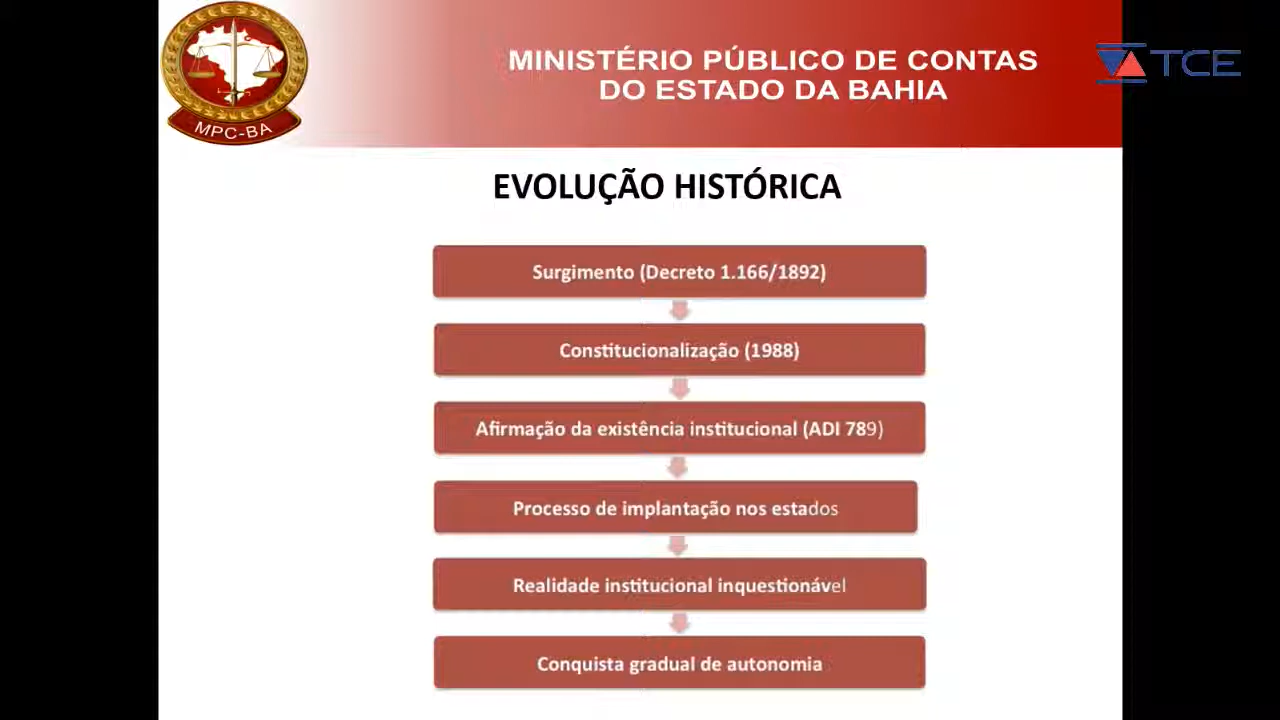 MPC-BA
MINISTÉRIO PÚBLICO DE CONTAS
DO ESTADO DA BAHIA
TCE
EVOLUÇÃO HISTÓRICA
Surgimento (Decreto 1.166/1892)
Constitucionalização (1988)
Afirmação da existência institucional (ADI 789)
Processo de implantação nos estados
Realidade institucional inquestionável
Conquista gradual de autonomia